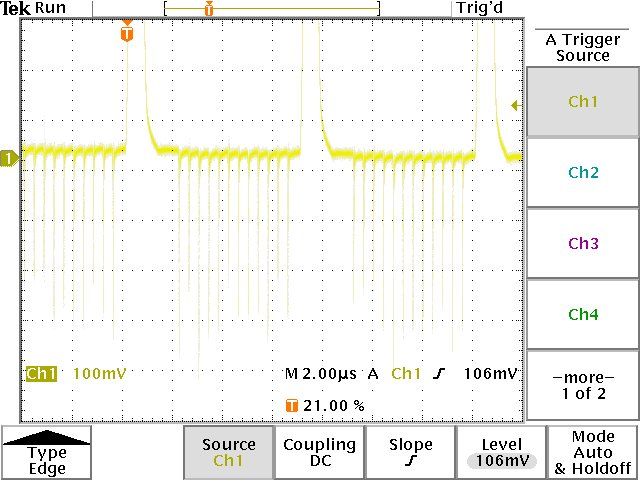 Tek Run
Trig'd
T
T
A Trigger
Source
Ch1
Ch2
Ch3
Ch4
–more–
1 of 2
1
Ch1 100mV
M 2.00µs A Ch1 106mV
T 21.00 %
Type
Edge
Source
Ch1
Coupling
DC
Slope
Level
106mV
Mode
Auto
& Holdoff